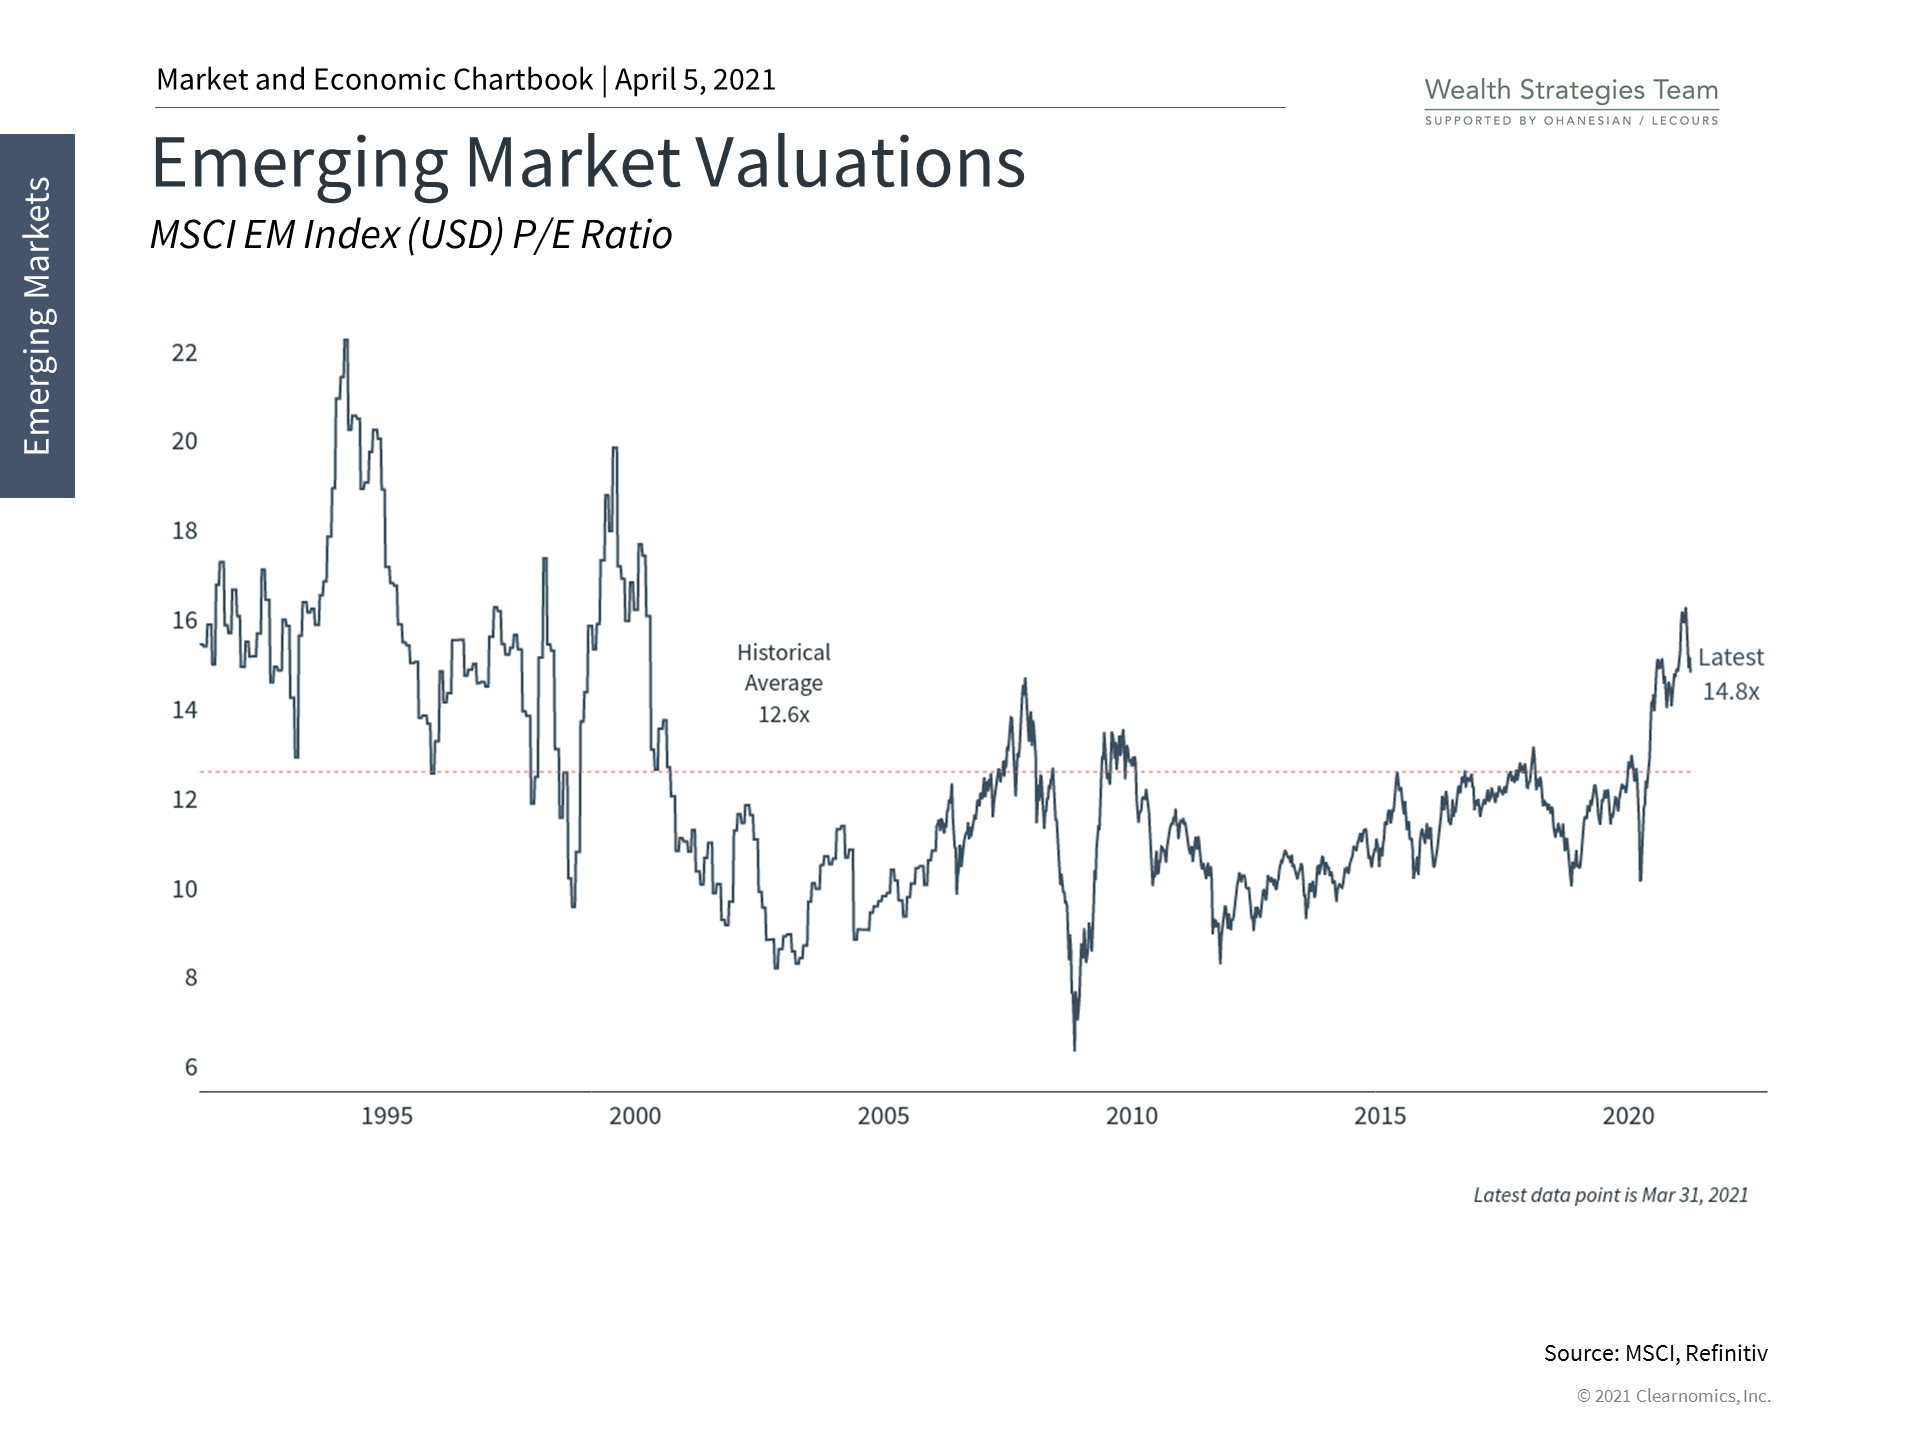 Market and Economic Chartbook | April 5, 2021
Wealth Strategies Team
SUPPORTED BY OHANESIAN / LECOURS
Emerging Markets
Emerging Market Valuations
MSCI EM Index (USD) P/E Ratio
22
20
18
16
14
12
10
8
6
Historical
Average
12.6x
Latest
14.8x
1995 2000 2005 2010 2015 2020
Latest data point is Mar 31, 2021
Source: MSCI, Refinitiv
© 2021 Clearnomics, Inc.